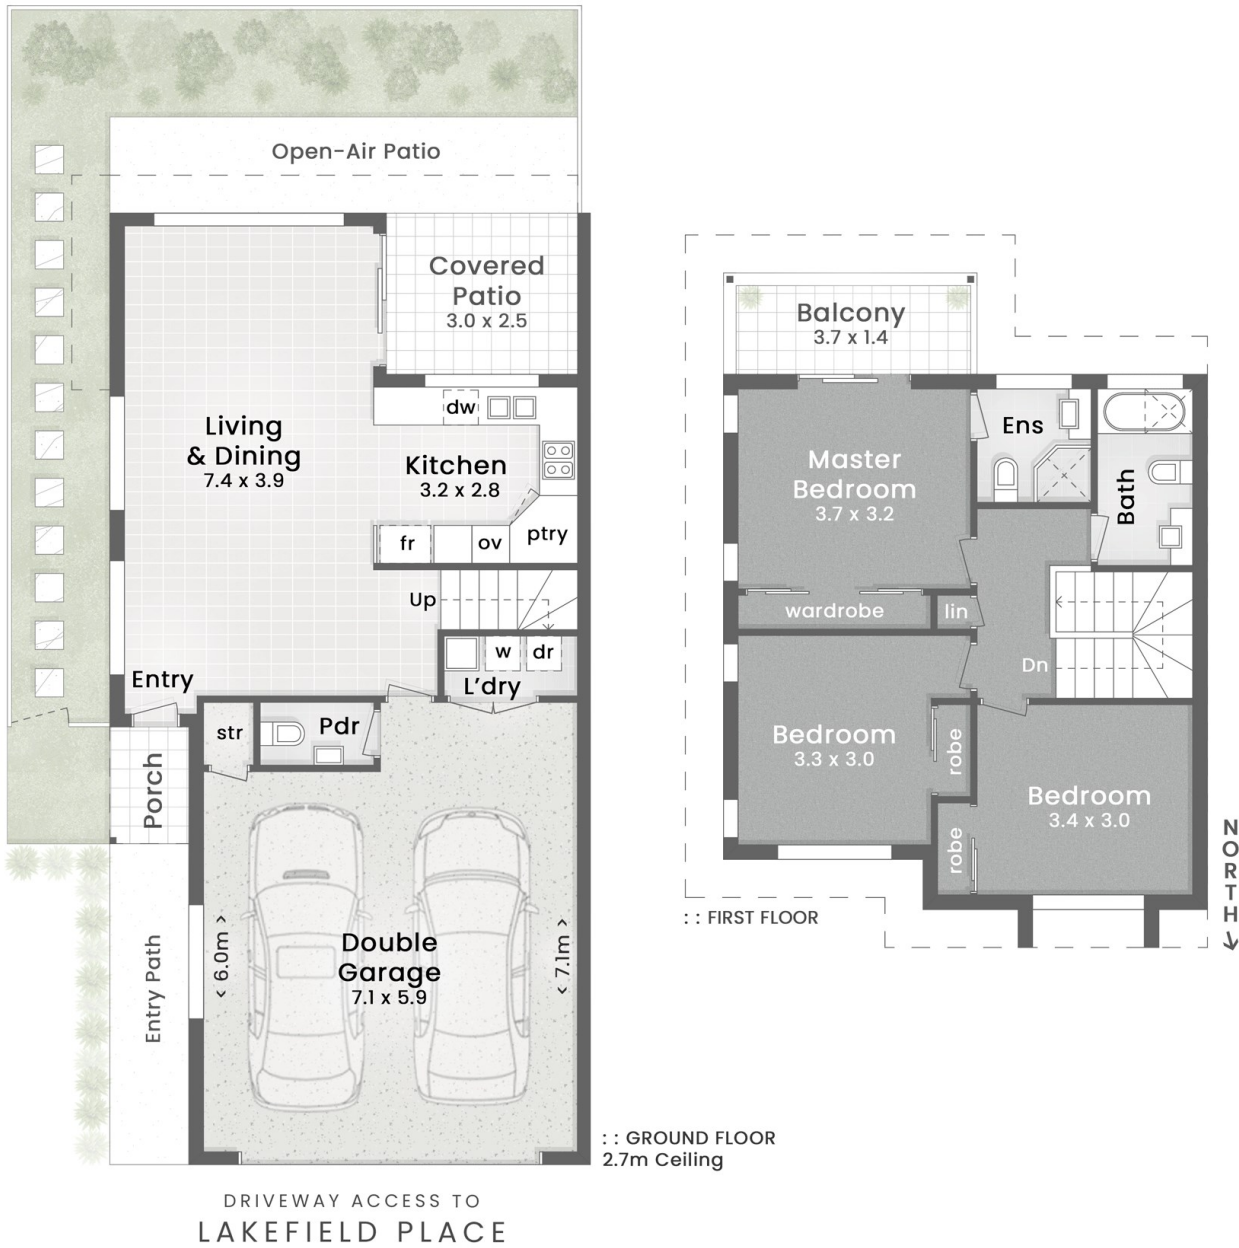 Open-Air Patio
Covered
Patio
3.0 x 2.5
Living
& Dining
7.4 x 3.9
dw
Kitchen
3.2 x 2.8
fr
ov
ptry
Up
w
dr
L'dry
Entry
str
Pdr
Porch
Entry Path
< 6.0m >
Double
Garage
7.1 x 5.9
< 7.1m >
: : GROUND FLOOR
2.7m Ceiling
DRIVEWAY ACCESS TO
LAKEFIELD PLACE
Balcony
3.7 x 1.4
Master
Bedroom
3.7 x 3.2
Ens
Bath
wardrobe
lin
Dn
Bedroom
3.3 x 3.0
robe
robe
Bedroom
3.4 x 3.0
: : FIRST FLOOR
NORTH